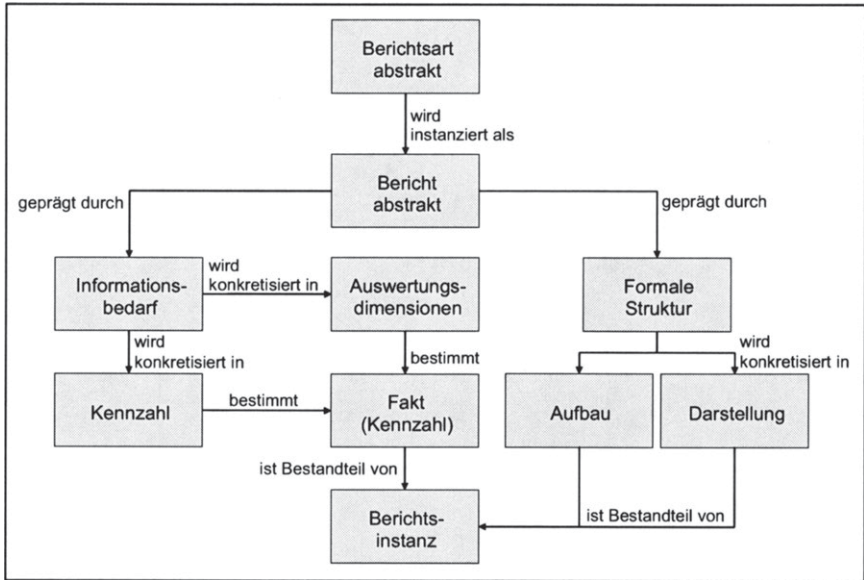 Berichtsart
abstrakt
wird
instanziert als
Bericht
abstrakt
geprägt durch
geprägt durch
Informations-
bedarf
wird
konkretisiert in
Auswertungs-
dimensionen
Formale
Struktur
wird
konkretisiert in
bestimmt
wird
konkretisiert in
Kennzahl
bestimmt
Fakt
(Kennzahl)
Aufbau
Darstellung
ist Bestandteil von
Berichts-
instanz
ist Bestandteil von